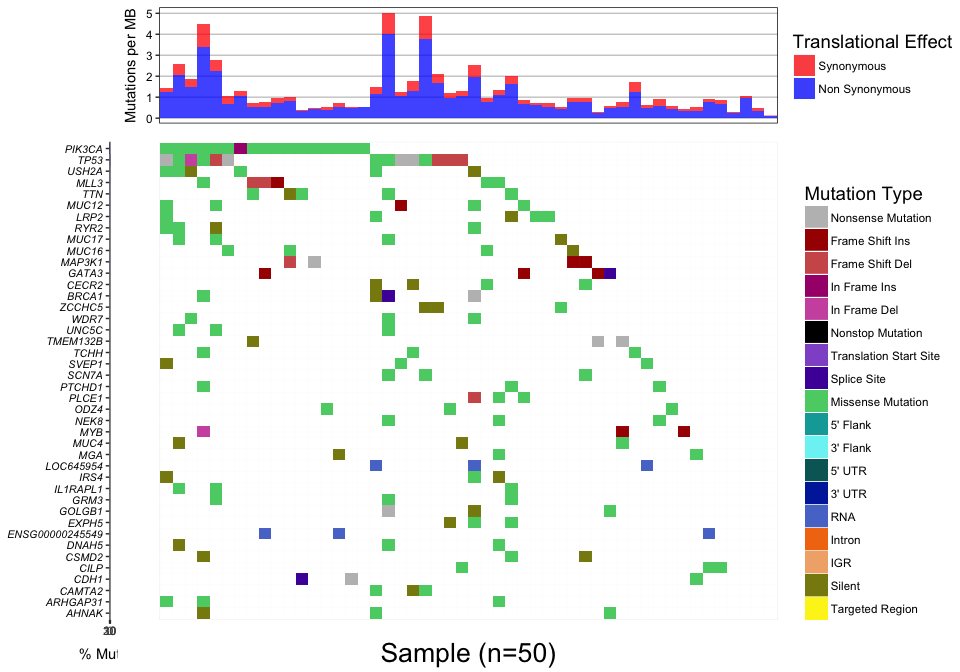 Mutations per MB
5
4
3
2
1
0
Translational Effect
Synonymous
Non Synonymous
PIK3CA
TP53
USH2A
MLL3
TTN
MUC12
LRP2
RYR2
MUC17
MUC16
MAP3K1
GATA3
CECR2
BRCA1
ZCCHC5
WDR7
UNC5C
TMEM132B
TCHH
SVEP1
SCN7A
PTCHD1
PLCE1
ODZ4
NEK8
MYB
MUC4
MGA
LOC645954
IRS4
IL1RAPL1
GRM3
GOLGB1
EXPH5
ENSG00000245549
DNAH5
CSMD2
CILP
CDH1
CAMTA2
ARHGAP31
AHNAK
% Mut
Sample (n=50)
Mutation Type
Nonsense Mutation
Frame Shift Ins
Frame Shift Del
In Frame Ins
In Frame Del
Nonstop Mutation
Translation Start Site
Splice Site
Missense Mutation
5' Flank
3' Flank
5' UTR
3' UTR
RNA
Intron
IGR
Silent
Targeted Region